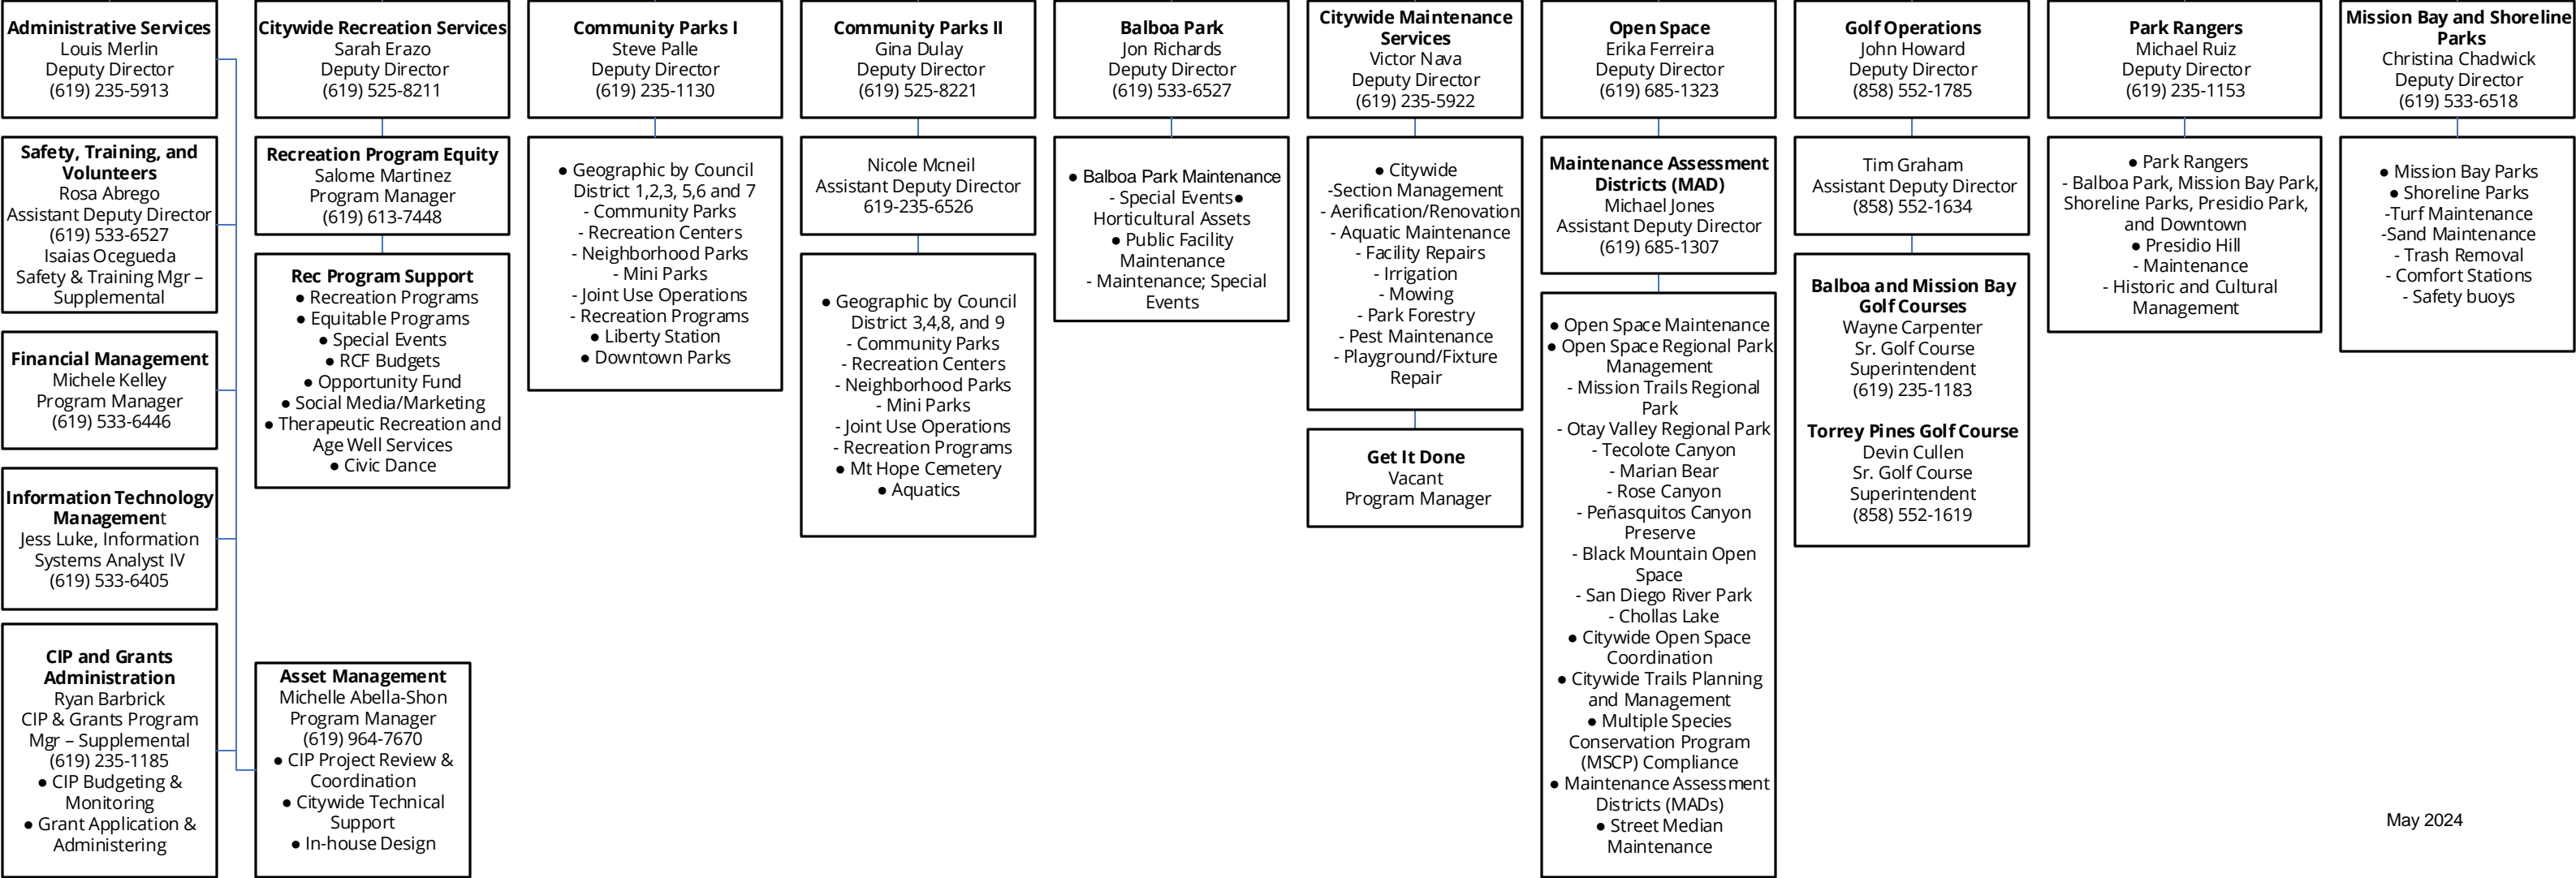 Administrative Services
Louis Merlin
Deputy Director
(619) 235-5913
Safety, Training, and
Volunteers
Rosa Abrego
Assistant Deputy Director
(619) 533-6527
Isaias Ocegueda
Safety & Training Mgr –
Supplemental
Financial Management
Michele Kelley
Program Manager
(619) 533-6446
Information Technology
Management
Jess Luke, Information
Systems Analyst IV
(619) 533-6405
CIP and Grants
Administration
Ryan Barbrick
CIP & Grants Program
Mgr – Supplemental
(619) 235-1185
● CIP Budgeting &
Monitoring
● Grant Application &
Administering
Citywide Recreation Services
Sarah Erazo
Deputy Director
(619) 525-8211
Recreation Program Equity
Salome Martinez
Program Manager
(619) 613-7448
Rec Program Support
● Recreation Programs
● Equitable Programs
● Special Events
● RCF Budgets
● Opportunity Fund
● Social Media/Marketing
● Therapeutic Recreation and
Age Well Services
● Civic Dance
Asset Management
Michelle Abella-Shon
Program Manager
(619) 964-7670
● CIP Project Review &
Coordination
● Citywide Technical
Support
● In-house Design
Community Parks I
Steve Palle
Deputy Director
(619) 235-1130
● Geographic by Council
District 1,2,3, 5,6 and 7
- Community Parks
- Recreation Centers
- Neighborhood Parks
- Mini Parks
- Joint Use Operations
- Recreation Programs
● Liberty Station
● Downtown Parks
Community Parks II
Gina Dulay
Deputy Director
(619) 525-8221
Nicole Mcneil
Assistant Deputy Director
619-235-6526
● Geographic by Council
District 3,4,8, and 9
- Community Parks
- Recreation Centers
- Neighborhood Parks
- Mini Parks
- Joint Use Operations
- Recreation Programs
● Mt Hope Cemetery
● Aquatics
Balboa Park
Jon Richards
Deputy Director
(619) 533-6527
● Balboa Park Maintenance
- Special Events●
Horticultural Assets
● Public Facility
Maintenance
- Maintenance; Special
Events
Citywide Maintenance
Services
Victor Nava
Deputy Director
(619) 235-5922
● Citywide
-Section Management
- Aerification/Renovation
- Aquatic Maintenance
- Facility Repairs
- Irrigation
- Mowing
- Park Forestry
- Pest Maintenance
- Playground/Fixture
Repair
Get It Done
Vacant
Program Manager
Open Space
Erika Ferreira
Deputy Director
(619) 685-1323
Maintenance Assessment
Districts (MAD)
Michael Jones
Assistant Deputy Director
(619) 685-1307
● Open Space Maintenance
● Open Space Regional Park
Management
- Mission Trails Regional
Park
- Otay Valley Regional Park
- Tecolote Canyon
- Marian Bear
- Rose Canyon
- Peñasquitos Canyon
Preserve
- Black Mountain Open
Space
- San Diego River Park
- Chollas Lake
● Citywide Open Space
Coordination
● Citywide Trails Planning
and Management
● Multiple Species
Conservation Program
(MSCP) Compliance
● Maintenance Assessment
Districts (MADs)
● Street Median
Maintenance
Golf Operations
John Howard
Deputy Director
(858) 552-1785
Tim Graham
Assistant Deputy Director
(858) 552-1634
Balboa and Mission Bay
Golf Courses
Wayne Carpenter
Sr. Golf Course
Superintendent
(619) 235-1183
Torrey Pines Golf Course
Devin Cullen
Sr. Golf Course
Superintendent
(858) 552-1619
Park Rangers
Michael Ruiz
Deputy Director
(619) 235-1153
● Park Rangers
- Balboa Park, Mission Bay Park,
Shoreline Parks, Presidio Park,
and Downtown
● Presidio Hill
- Maintenance
- Historic and Cultural
Management
Mission Bay and Shoreline
Parks
Christina Chadwick
Deputy Director
(619) 533-6518
● Mission Bay Parks
● Shoreline Parks
-Turf Maintenance
-Sand Maintenance
- Trash Removal
- Comfort Stations
- Safety buoys
May 2024